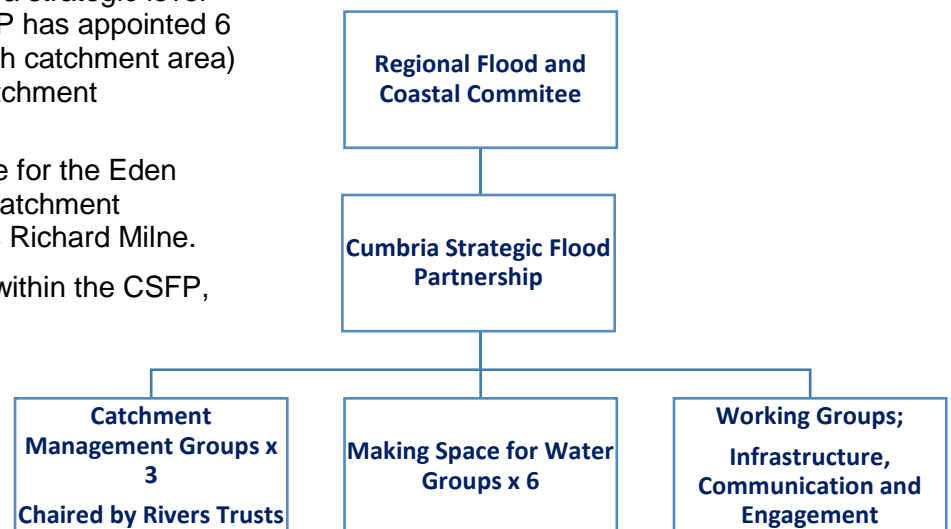 P has appointed 6
h catchment area)
tchment
e for the Eden
atchment
Richard Milne.
within the CSFP,
Regional Flood and
Coastal Commitee
Cumbria Strategic Flood
Partnership
Catchment
Management Groups x
3
Chaired by Rivers Trusts
Making Space for Water
Groups x 6
Working Groups;
Infrastructure,
Communication and
Engagement